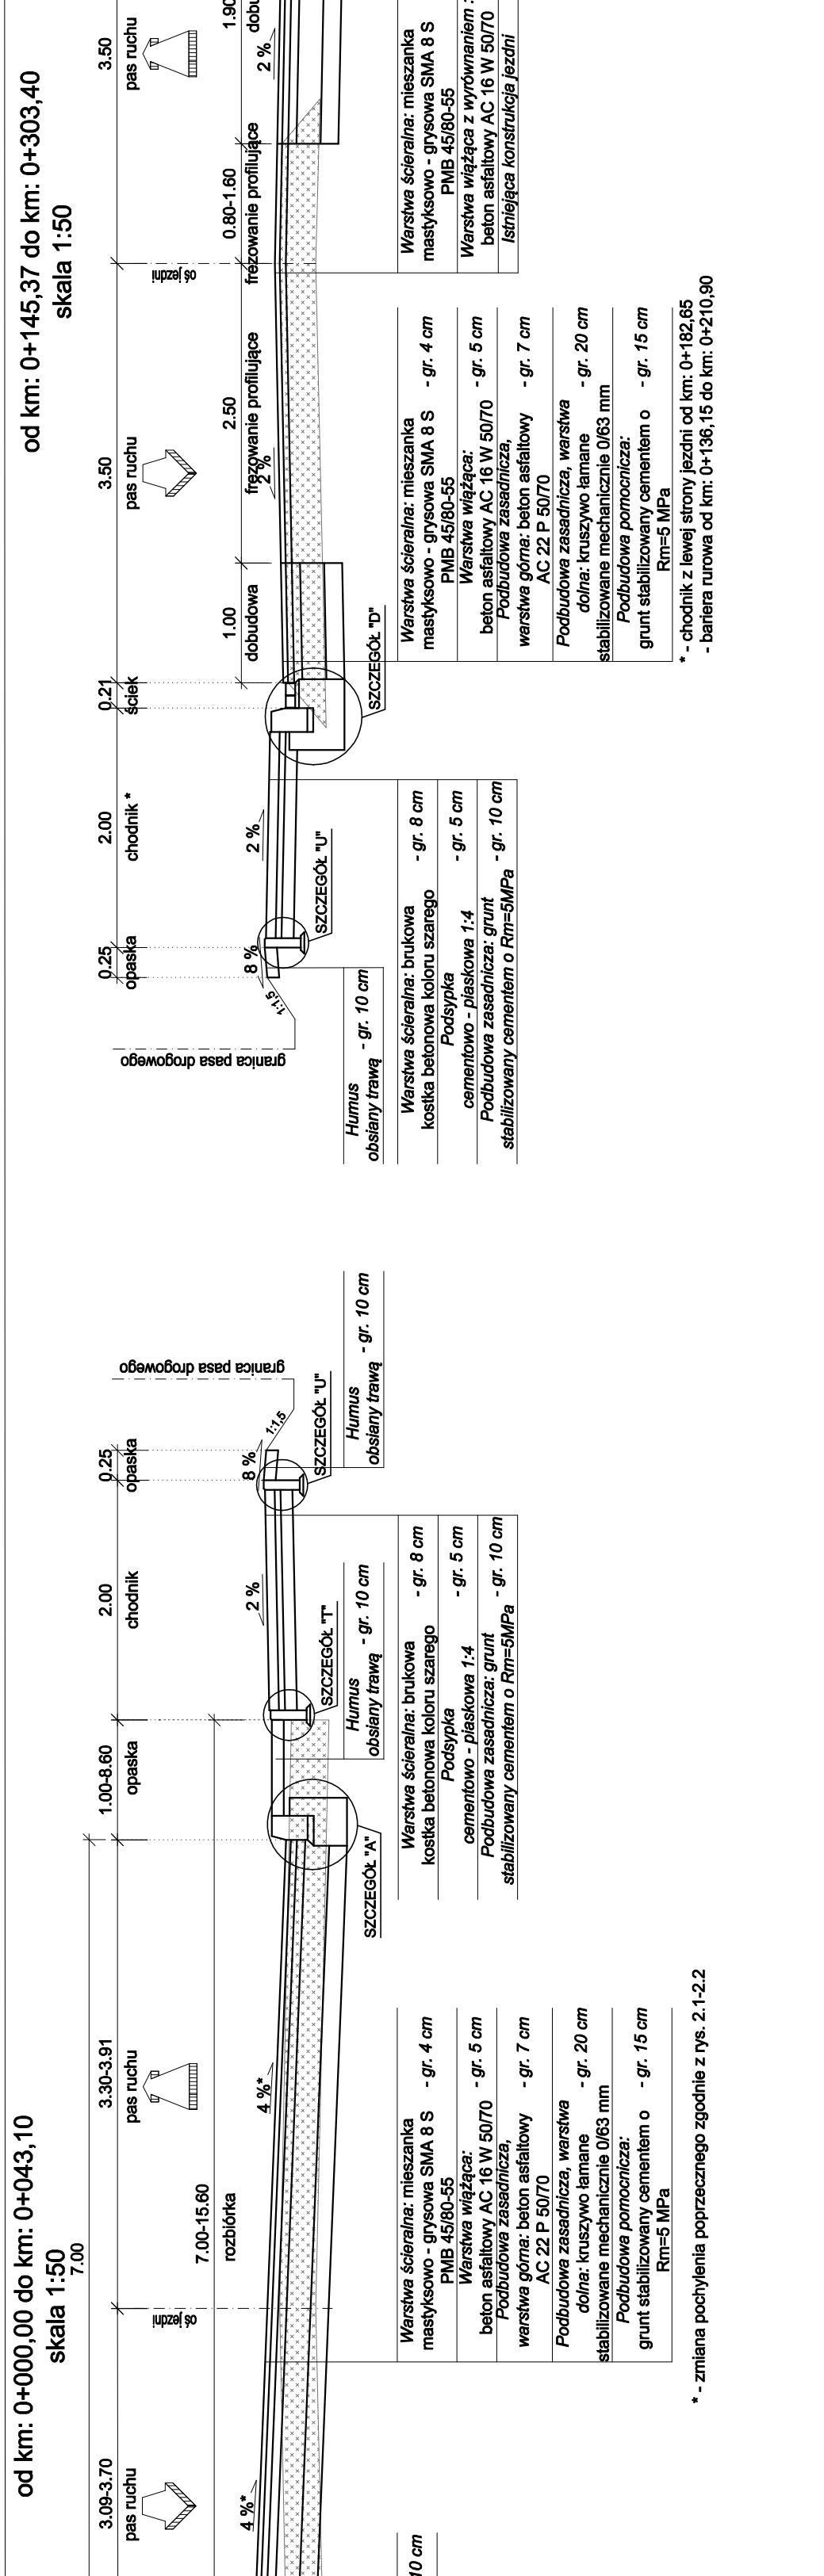 od km: 0+000,00 do km: 0+043,10
skala 1:50
7.00
3.09-3.70
3.30-3.91
1.00-8.60
2.00
0.25
pas ruchu
pas ruchu
opaska
chodnik
opaska
oś jezdni
7.00-15.60
rozbiórka
granica pasa drogowego
4 %*
4 %*
2 %
8 %
1:1,5
SZCZEGÓŁ "A"
SZCZEGÓŁ "T"
SZCZEGÓŁ "U"
Humus
obsiany trawą - gr. 10 cm
Humus
obsiany trawą - gr. 10 cm
10 cm
Warstwa ścieralna: mieszanka
mastyksowo - grysowa SMA 8 S - gr. 4 cm
PMB 45/80-55
Warstwa wiążąca:
beton asfaltowy AC 16 W 50/70 - gr. 5 cm
Podbudowa zasadnicza,
warstwa górna: beton asfaltowy - gr. 7 cm
AC 22 P 50/70
Podbudowa zasadnicza, warstwa
dolna: kruszywo łamane - gr. 20 cm
stabilizowane mechanicznie 0/63 mm
Podbudowa pomocnicza:
grunt stabilizowany cementem o - gr. 15 cm
Rm=5 MPa
Warstwa ścieralna: brukowa
kostka betonowa koloru szarego - gr. 8 cm
Podsypka
cementowo - piaskowa 1:4 - gr. 5 cm
Podbudowa zasadnicza: grunt
stabilizowany cementem o Rm=5MPa - gr. 10 cm
* - zmiana pochylenia poprzecznego zgodnie z rys. 2.1-2.2
od km: 0+145,37 do km: 0+303,40
skala 1:50
0.25
2.00
0.21
3.50
3.50
opaska
chodnik *
ściek
pas ruchu
pas ruchu
oś jezdni
granica pasa drogowego
1.00
2.50
0.80-1.60
1.90
dobudowa
frezowanie profilujące
frezowanie profilujące
dobu
1:1,5
8 %
2 %
2 %
2 %
SZCZEGÓŁ "U"
SZCZEGÓŁ "D"
Humus
obsiany trawą - gr. 10 cm
Warstwa ścieralna: brukowa
kostka betonowa koloru szarego - gr. 8 cm
Podsypka
cementowo - piaskowa 1:4 - gr. 5 cm
Podbudowa zasadnicza: grunt
stabilizowany cementem o Rm=5MPa - gr. 10 cm
Warstwa ścieralna: mieszanka
mastyksowo - grysowa SMA 8 S - gr. 4 cm
PMB 45/80-55
Warstwa wiążąca:
beton asfaltowy AC 16 W 50/70 - gr. 5 cm
Podbudowa zasadnicza,
warstwa górna: beton asfaltowy - gr. 7 cm
AC 22 P 50/70
Podbudowa zasadnicza, warstwa
dolna: kruszywo łamane - gr. 20 cm
stabilizowane mechanicznie 0/63 mm
Podbudowa pomocnicza:
grunt stabilizowany cementem o - gr. 15 cm
Rm=5 MPa
Warstwa ścieralna: mieszanka
mastyksowo - grysowa SMA 8 S
PMB 45/80-55
Warstwa wiążąca z wyrównaniem :
beton asfaltowy AC 16 W 50/70
Istniejąca konstrukcja jezdni
* - chodnik z lewej strony jezdni od km: 0+182,65
- bariera rurowa od km: 0+136,15 do km: 0+210,90